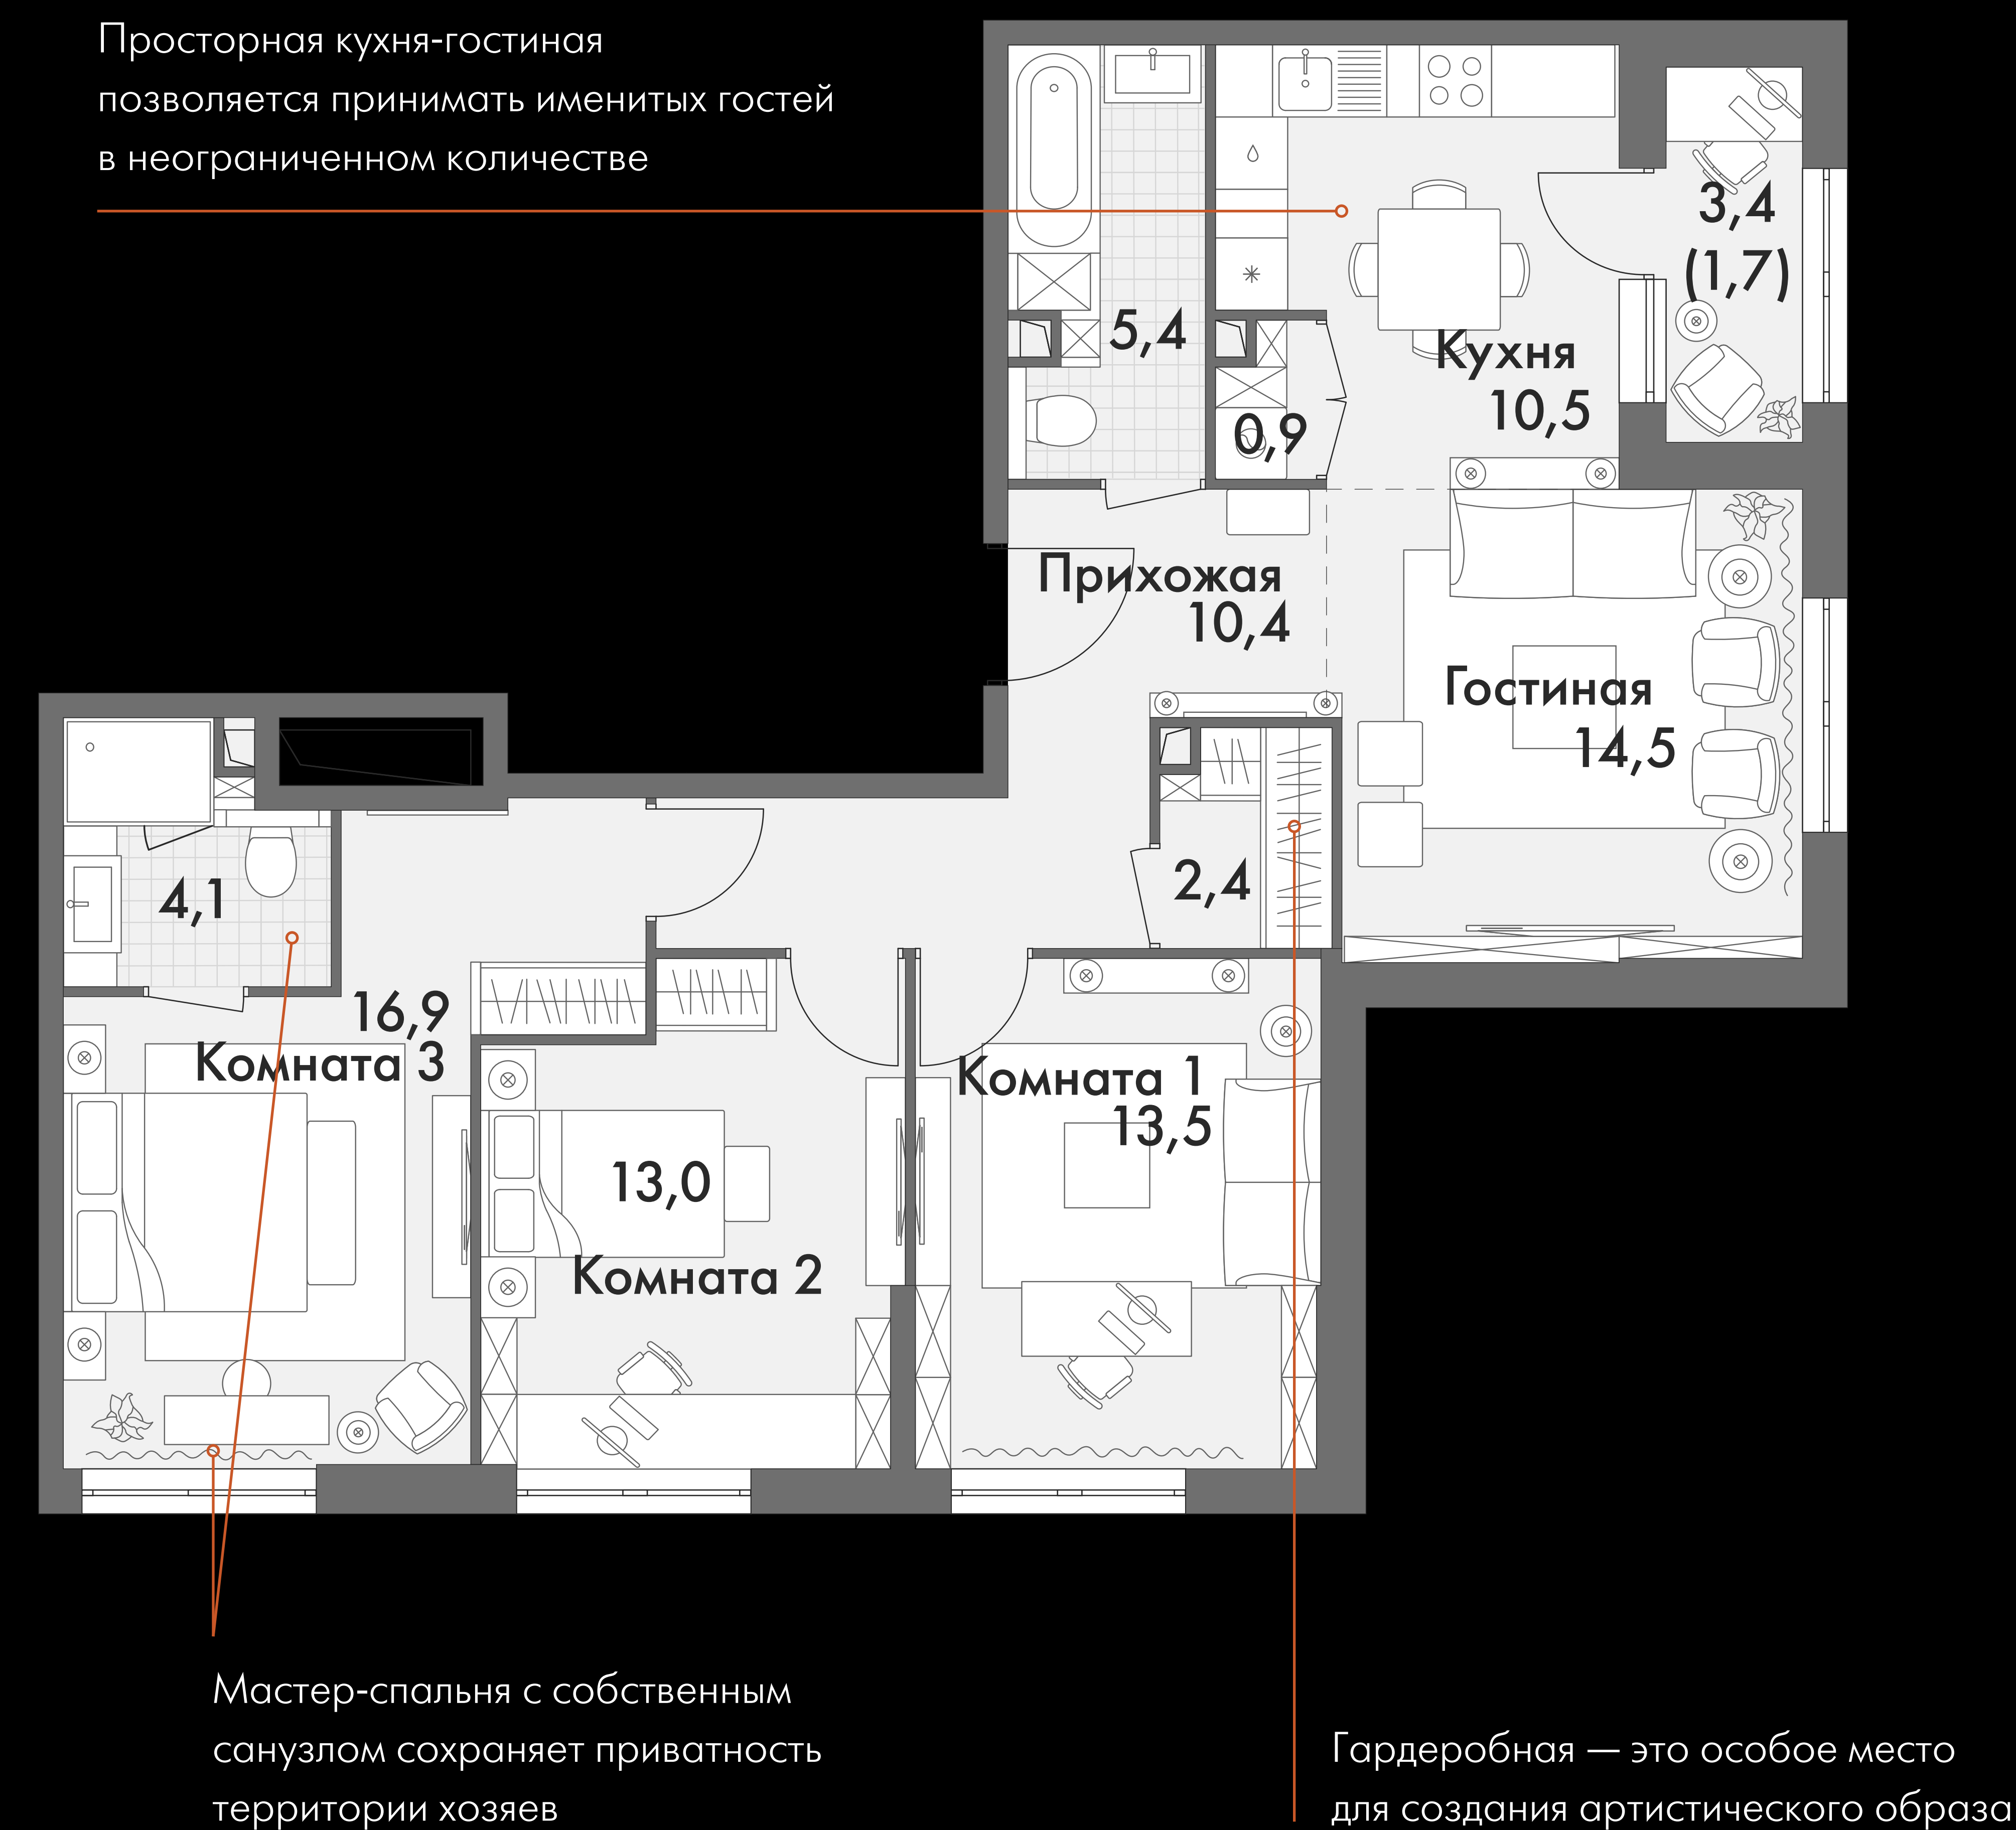 Просторная кухня-гостиная
позволяется принимать именитых гостей
в неограниченном количестве
3,4
(1,7)
5,4
Кухня
10,5
0,9
Прихожая
10,4
Гостиная
14,5
2,4
4,1
16,9
Комната 3
Комната 1
13,5
13,0
Комната 2
Мастер-спальня с собственным
санузлом сохраняет приватность
территории хозяев
Гардеробная — это особое место
для создания артистического образа